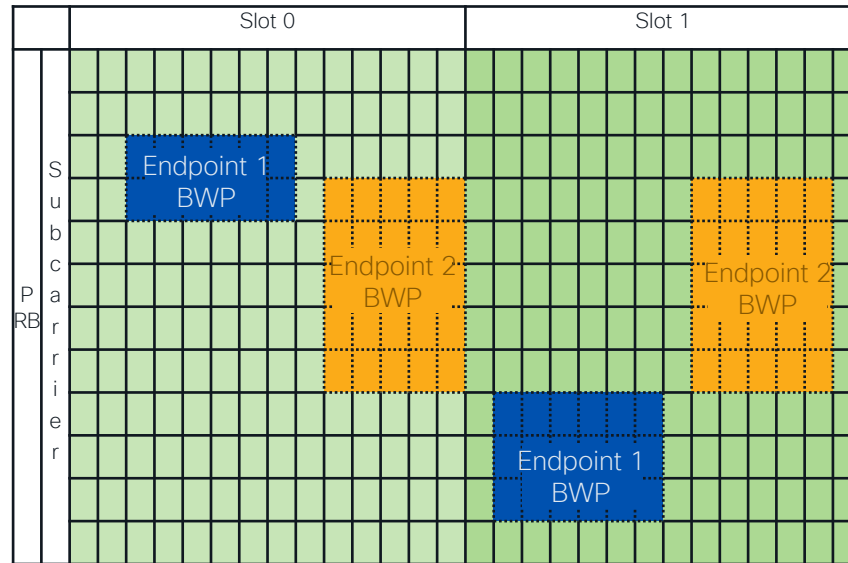 Slot 0
Slot 1
P
RB
S
u
b
c
a
r
r
i
e
r
Endpoint 1
BWP
Endpoint 2
BWP
Endpoint 2
BWP
Endpoint 1
BWP